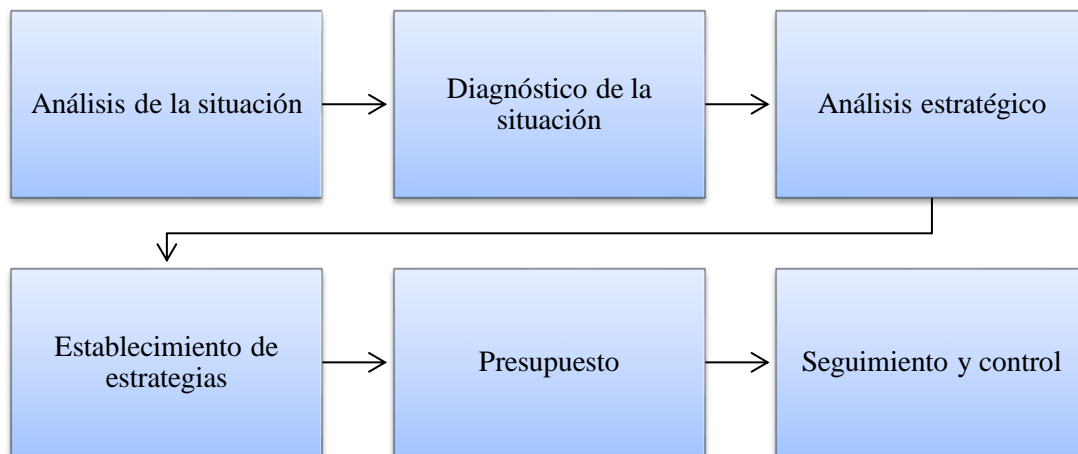 Análisis de la situación
Diagnóstico de la
situación
Análisis estratégico
Establecimiento de
estrategias
Presupuesto
Seguimiento y control